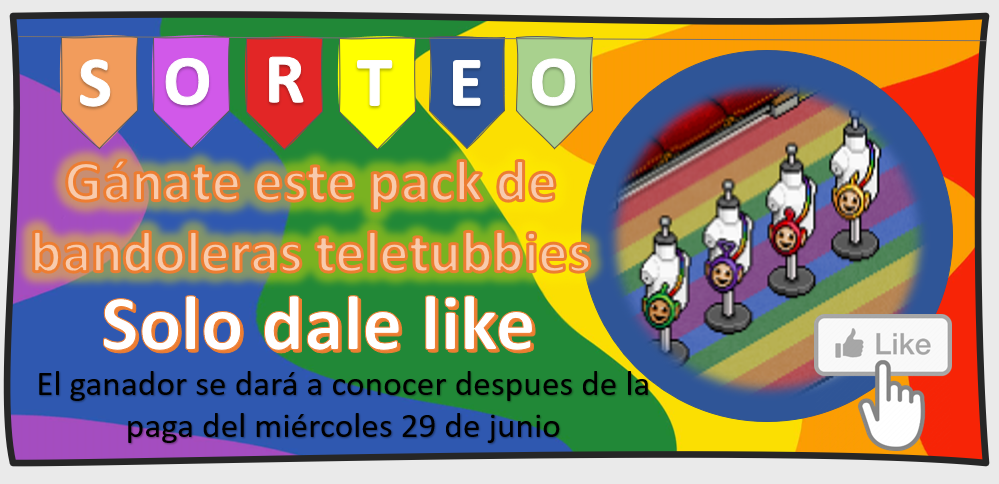 SORTEO
Gánate este pack de
bandoleras teletubbies
Solo dale like
El ganador se dará a conocer despues de la
paga del miércoles 29 de junio
Like